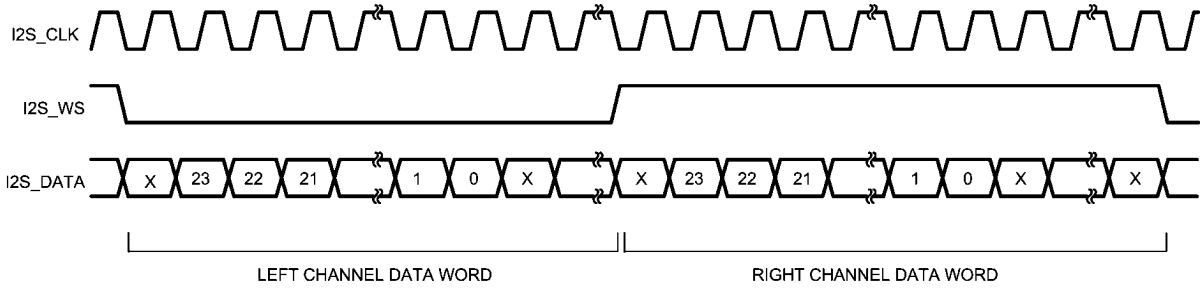 I2S_CLK
I2S_WS
I2S_DATA X 23 22 21 1 0 X X 23 22 21 1 0 X X
LEFT CHANNEL DATA WORD RIGHT CHANNEL DATA WORD